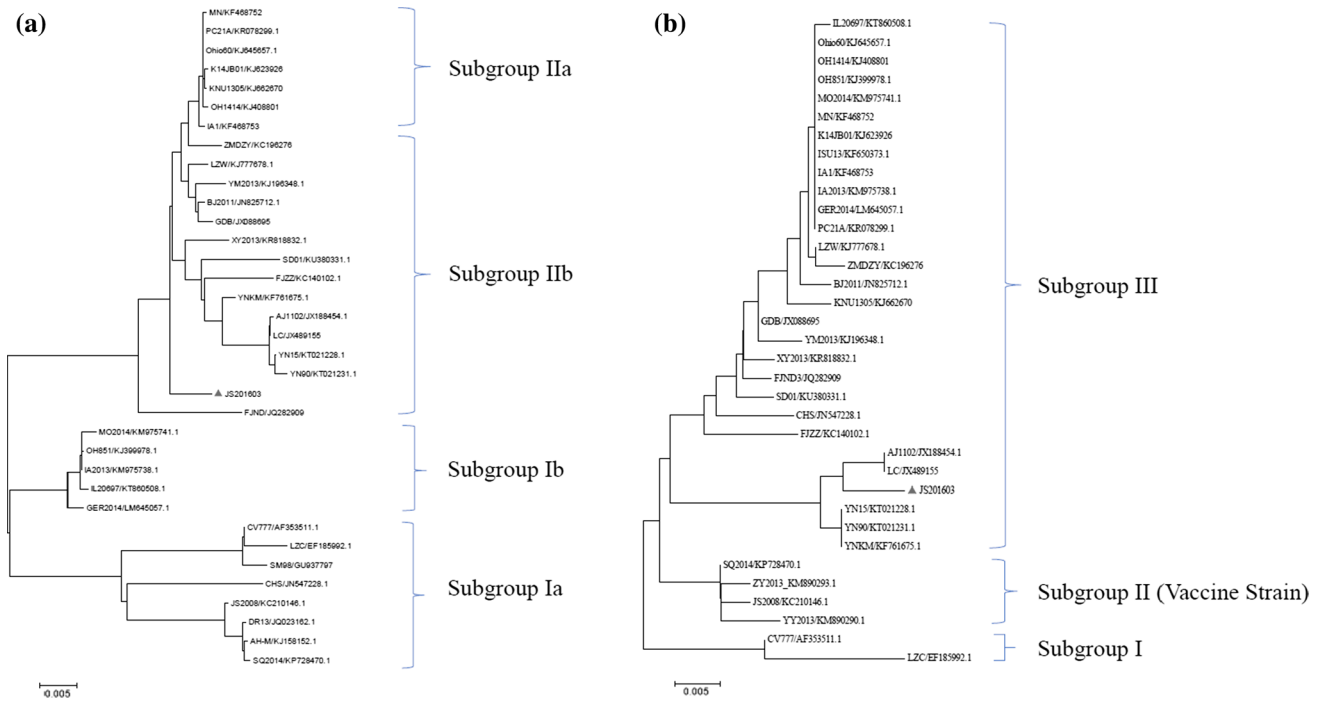 (a)
MN/KF468752
PC21A/KR078299.1
Ohio60/KJ645657.1
K14JB01/KJ623926
KNU1305/KJ662670
OH1414/KJ408801
IA1/KF468753
Subgroup IIa
ZMDZY/KC196276
LZW/KJ777678.1
YM2013/KJ196348.1
BJ2011/JN825712.1
GDB/JX088695
XY2013/KR818832.1
SD01/KU380331.1
FJZZ/KC140102.1
YNKM/KF761675.1
AJ1102/JX188454.1
LC/JX489155
YN15/KT021228.1
YN90/KT021231.1
JS201603
FJND/JQ282909
Subgroup IIb
MO2014/KM975741.1
OH851/KJ399978.1
IA2013/KM975738.1
IL20697/KT860508.1
GER2014/LM645057.1
Subgroup Ib
CV777/AF353511.1
LZC/EF185992.1
SM98/GU937797
CHS/JN547228.1
JS2008/KC210146.1
DR13/JQ023162.1
AH-M/KJ158152.1
SQ2014/KP728470.1
Subgroup Ia
0.005
(b)
IL20697/KT860508.1
Ohio60/KJ645657.1
OH1414/KJ408801
OH851/KJ399978.1
MO2014/KM975741.1
MN/KF468752
K14JB01/KJ623926
ISU13/KF650373.1
IA1/KF468753
IA2013/KM975738.1
GER2014/LM645057.1
PC21A/KR078299.1
LZW/KJ777678.1
ZMDZY/KC196276
BJ2011/JN825712.1
KNU1305/KJ662670
GDB/JX088695
YM2013/KJ196348.1
XY2013/KR818832.1
FJND3/JQ282909
SD01/KU380331.1
CHS/JN547228.1
FJZZ/KC140102.1
AJ1102/JX188454.1
LC/JX489155
JS201603
YN15/KT021228.1
YN90/KT021231.1
YNKM/KF761675.1
Subgroup III
SQ2014/KP728470.1
ZY2013_KM890293.1
JS2008/KC210146.1
YY2013/KM890290.1
Subgroup II (Vaccine Strain)
CV777/AF353511.1
LZC/EF185992.1
Subgroup I
0.005